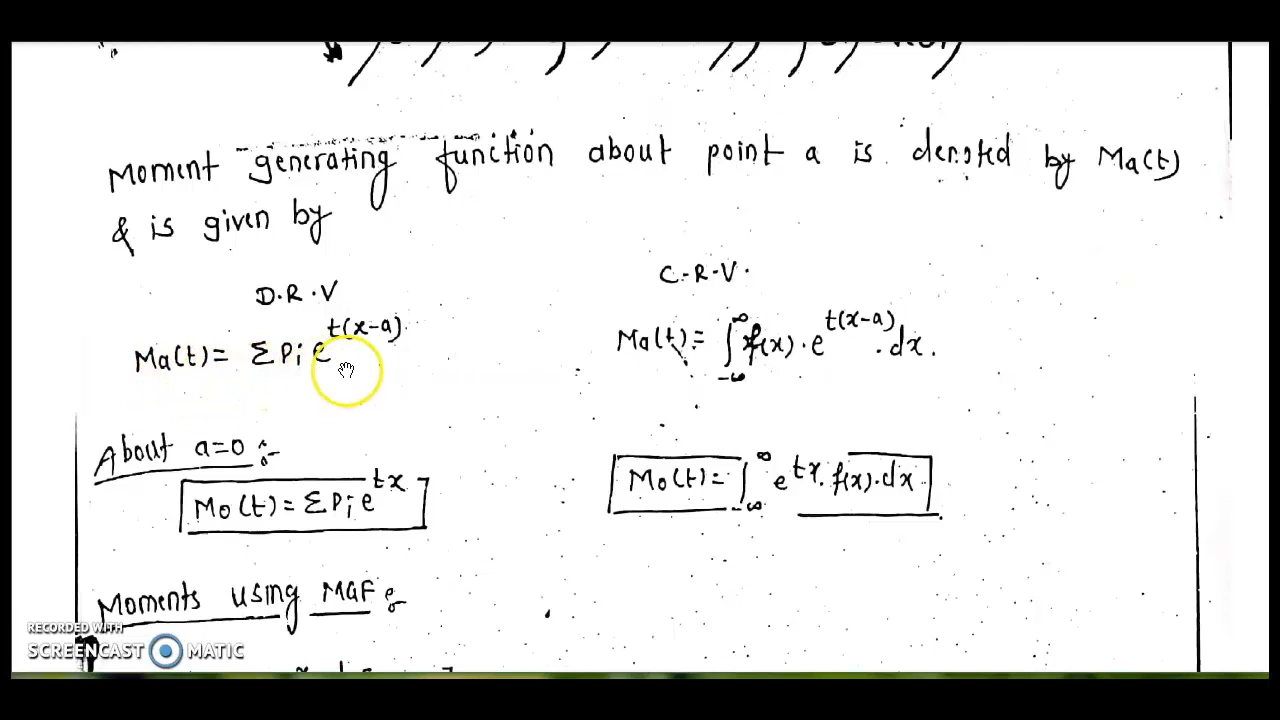 Moment generating function about point a is denoted by Ma(t)
& is given by
D.R.V
C.R.V.
Ma(t) = Σ Pi e^t(x-a)
Ma(t) = ∫_{-∞}^{∞} f(x) . e^t(x-a) . dx.
About a=0 :-
Mo(t) = Σ Pi e^tx
Mo(t) = ∫_{-∞}^{∞} e^tx . f(x) . dx
Moments using MGF :-
RECORDED WITH
SCREENCAST MATIC